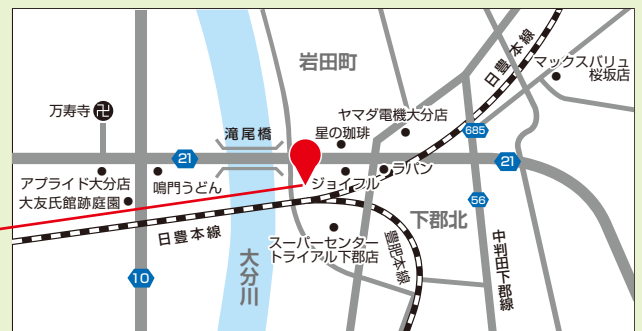 岩田町
日豊本線
マックスバリュ
桜坂店
万寿寺
卍
ヤマダ電機大分店
685
滝尾橋
星の珈琲
21
21
ラパン
アプライド大分店
鳴門うどん
ジョイフル
大友氏館跡庭園
56
下郡北
日豊本線
スーパーセンター
トライアル下郡店
豊肥本線
中判田下郡線
大分川
10